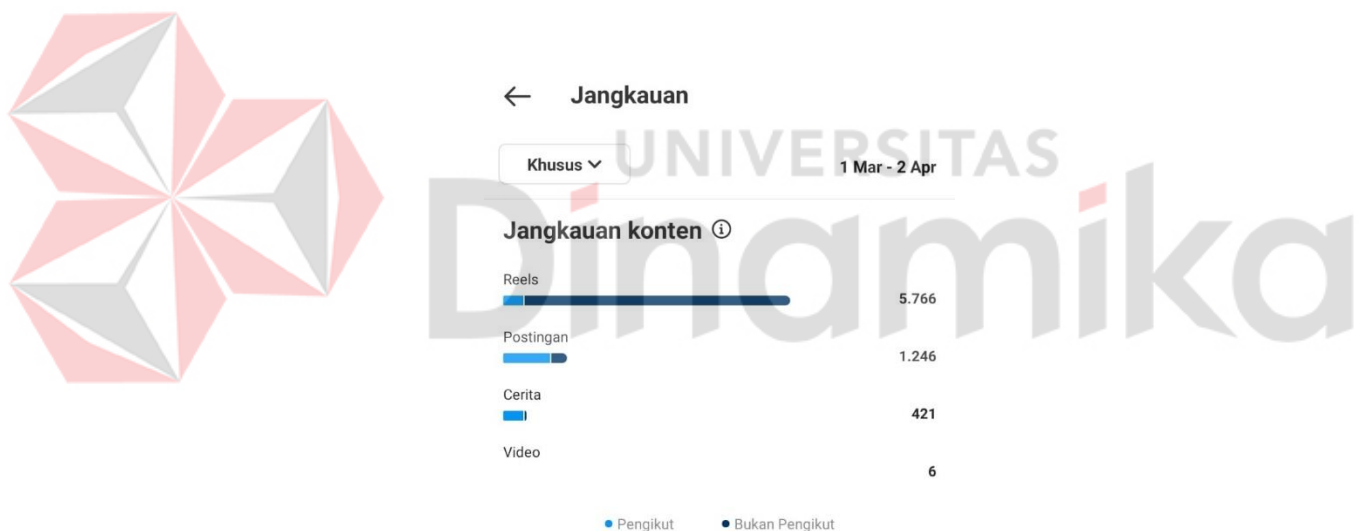 Jangkauan
Khusus
1 Mar - 2 Apr
UNIVERSITAS
Dinamika
Jangkauan konten
Reels
5.766
Postingan
1.246
Cerita
421
Video
6
Pengikut
Bukan Pengikut